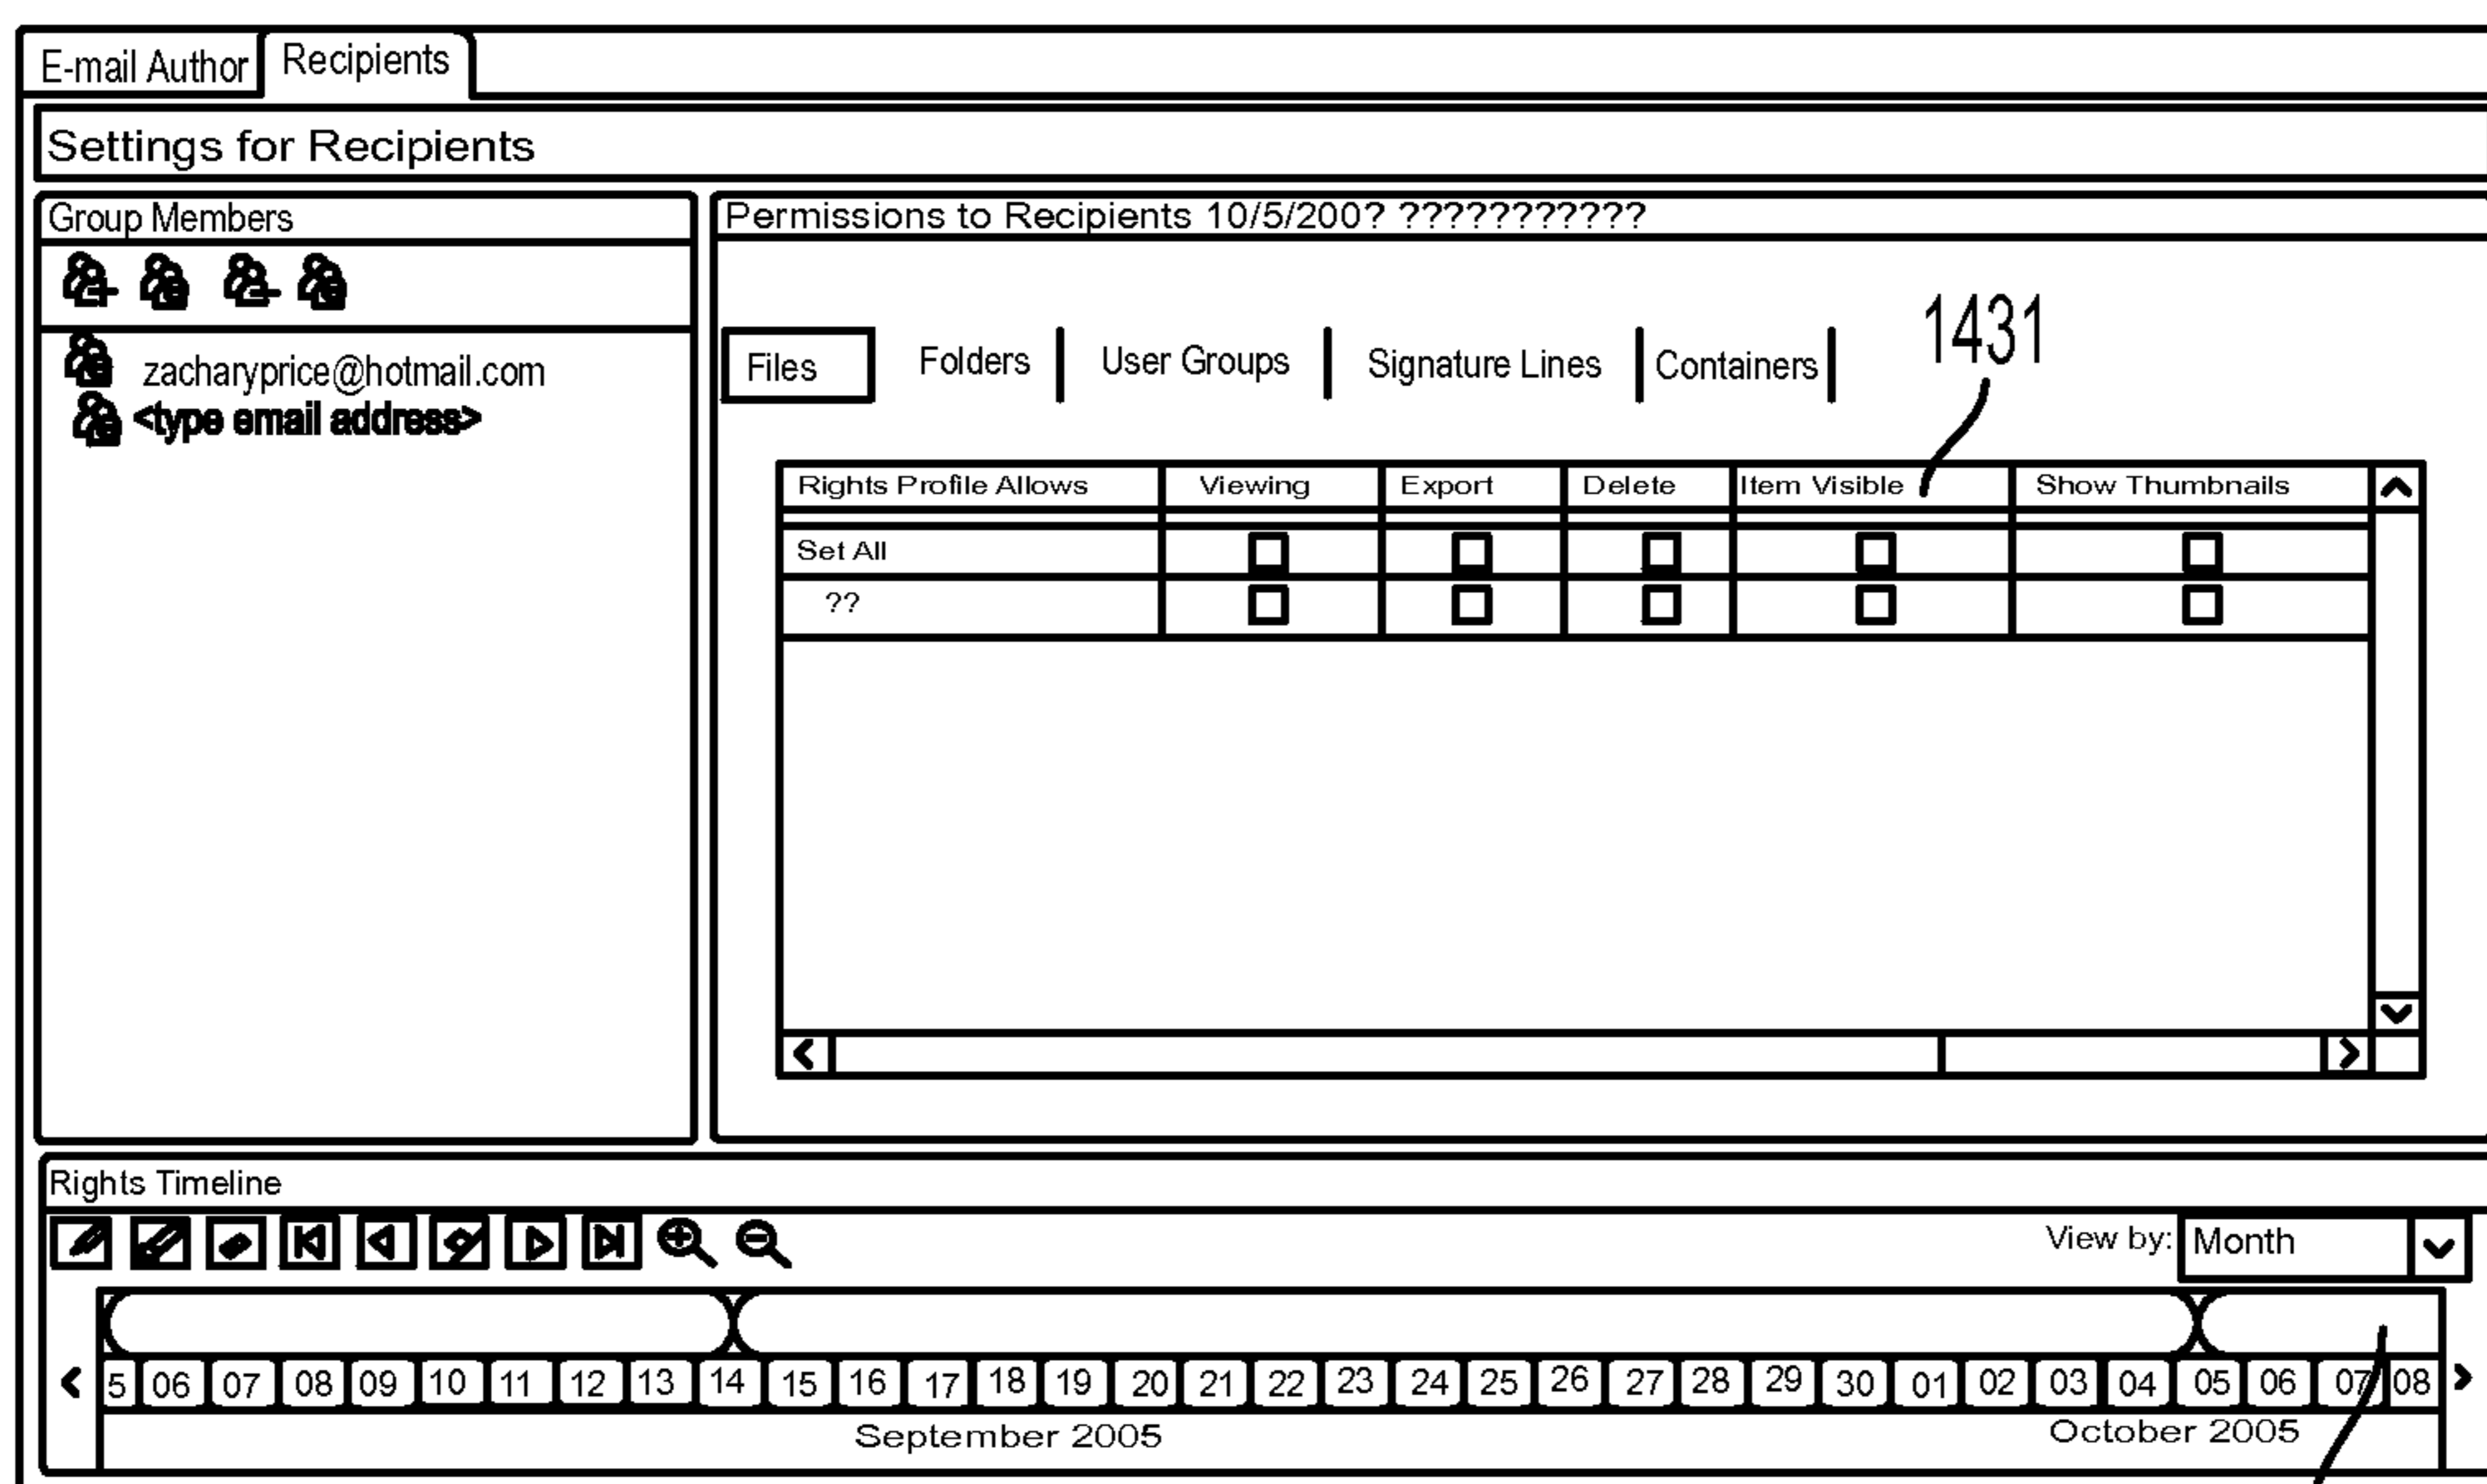 E-mail Author Recipients
Settings for Recipients
Group Members
zacharyprice@hotmail.com
<type email address>
Permissions to Recipients 10/5/200? ???????????
1431
Files Folders User Groups Signature Lines Containers
Rights Profile Allows Viewing Export Delete Item Visible Show Thumbnails
Set All
??
Rights Timeline
View by: Month
5 06 07 08 09 10 11 12 13 14 15 16 17 18 19 20 21 22 23 24 25 26 27 28 29 30 01 02 03 04 05 06 07 08
September 2005 October 2005